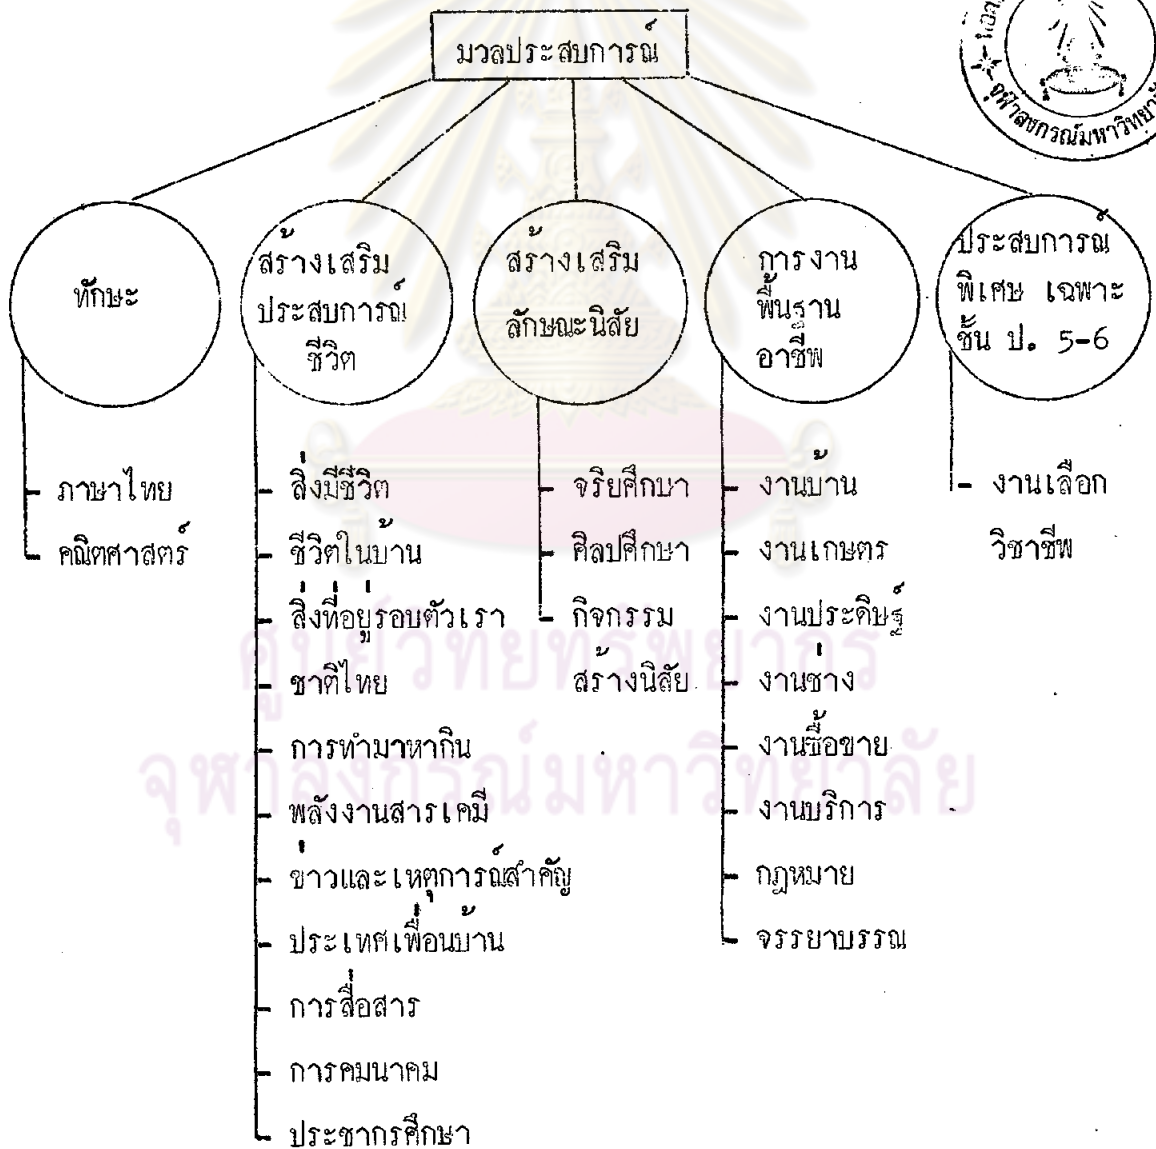 มวลประสบการณ์
จุฬาลงกรณ์มหาวิทยาลัย
ทักษะ
- ภาษาไทย
- คณิตศาสตร์
สร้างเสริม
ประสบการณ์
ชีวิต
- สิ่งมีชีวิต
- ชีวิตในบ้าน
- สิ่งที่อยู่รอบตัวเรา
- ชาติไทย
- การทำมาหากิน
- พลังงานสารเคมี
- ข่าวและเหตุการณ์สำคัญ
- ประเทศเพื่อนบ้าน
- การสื่อสาร
- การคมนาคม
- ประชากรศึกษา
สร้างเสริม
ลักษณะนิสัย
- จริยศึกษา
- ศิลปศึกษา
- กิจกรรม
สร้างนิสัย
การงาน
พื้นฐาน
อาชีพ
- งานบ้าน
- งานเกษตร
- งานประดิษฐ์
- งานช่าง
- งานซื้อขาย
- งานบริการ
- กฎหมาย
- จรรยาบรรณ
ประสบการณ์
พิเศษ เฉพาะ
ชั้น ป. 5-6
- งานเลือก
วิชาชีพ
ศูนย์วิทยทรัพยากร
จุฬาลงกรณ์มหาวิทยาลัย